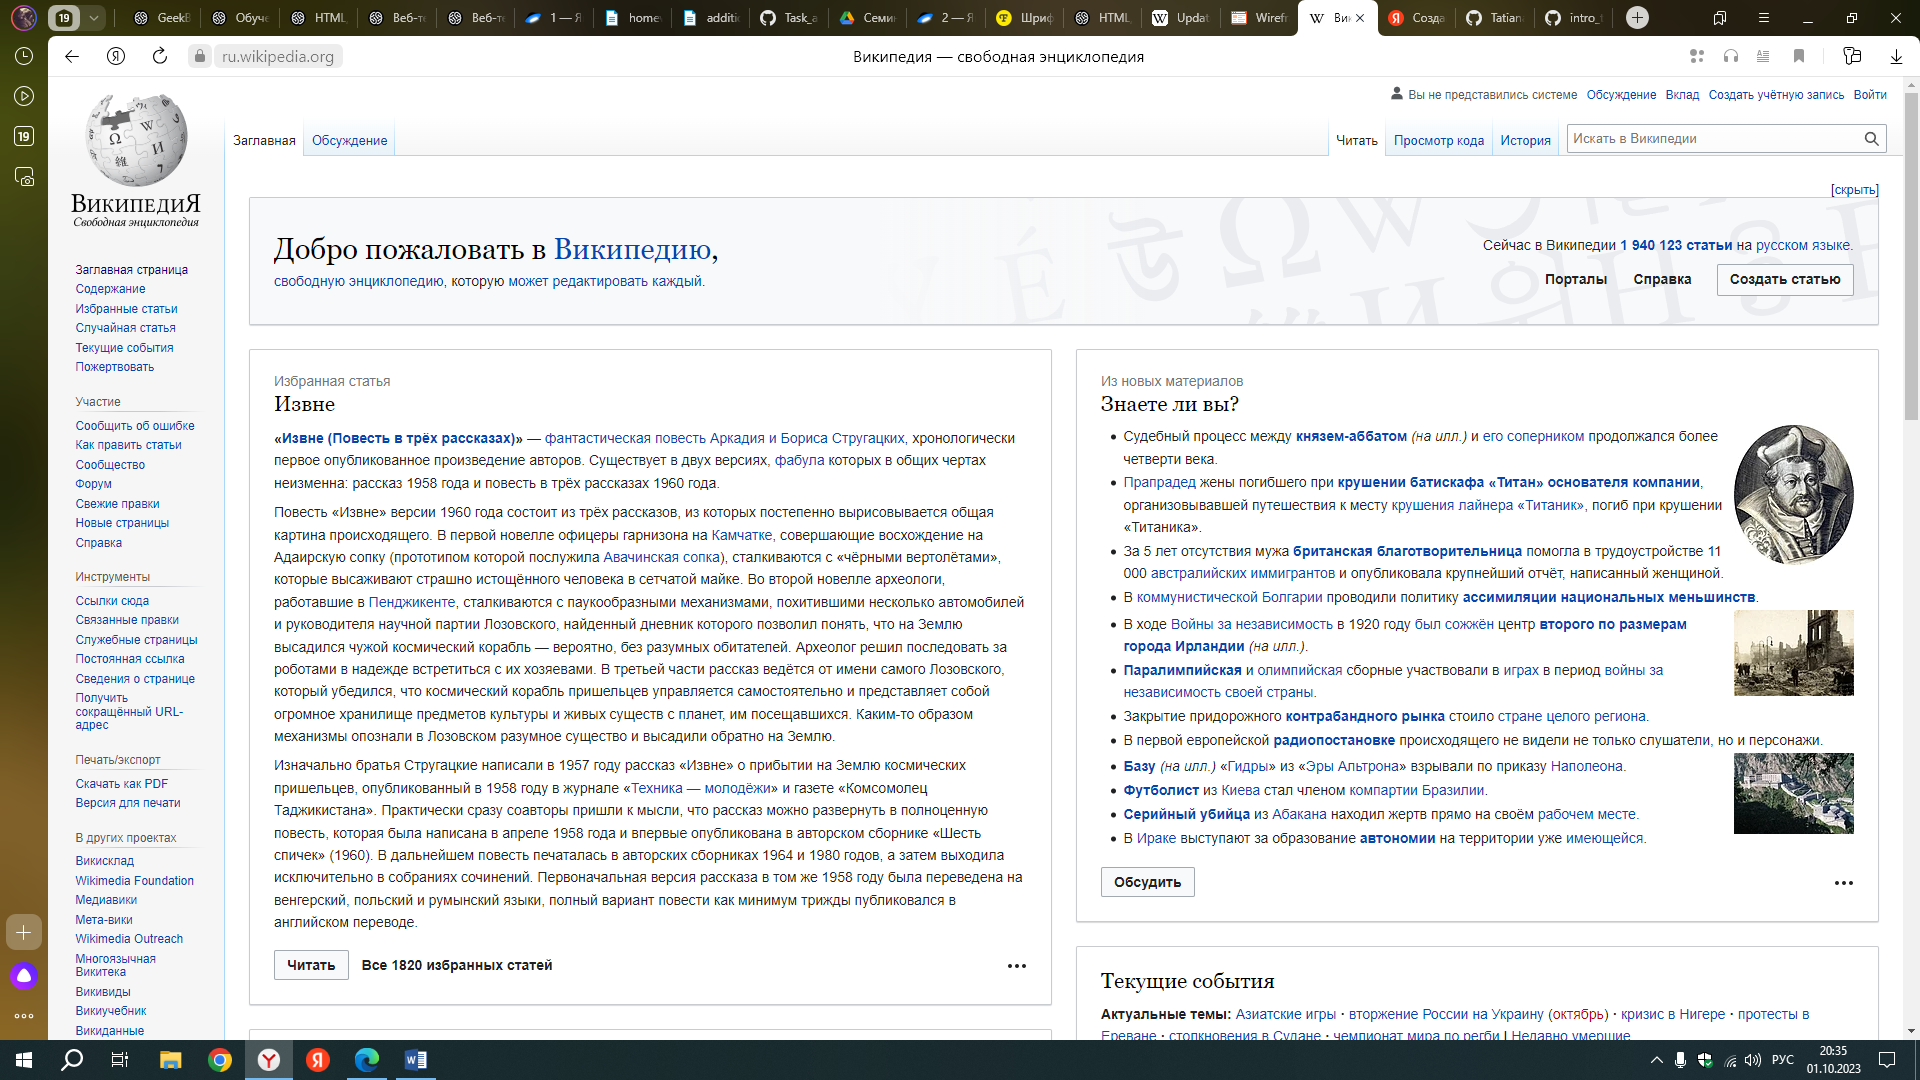 19
GeekB
Обуче
HTML,
Веб-те
Веб-те
1 — Я
homew
additio
Task_a
Семин
2 — Я
Шриф
HTML
Updat
Wirefr
Вик
Созда
Tatian
intro_t
ru.wikipedia.org
Википедия — свободная энциклопедия
19
Вы не представились системе Обсуждение Вклад Создать учётную запись Войти
Заглавная Обсуждение
Читать Просмотр кода История
Искать в Википедии
ВИКИПЕДИЯ
Свободная энциклопедия
Заглавная страница
Содержание
Избранные статьи
Случайная статья
Текущие события
Пожертвовать
Участие
Сообщить об ошибке
Как править статьи
Сообщество
Форум
Свежие правки
Новые страницы
Справка
Инструменты
Ссылки сюда
Связанные правки
Служебные страницы
Постоянная ссылка
Сведения о странице
Получить
сокращённый URL-
адрес
Печать/экспорт
Скачать как PDF
Версия для печати
В других проектах
Викисклад
Wikimedia Foundation
Медиавики
Мета-вики
Wikimedia Outreach
Многоязычная
Викитека
Викивиды
Викиучебник
Викиданные
[скрыть]
Добро пожаловать в Википедию,
свободную энциклопедию, которую может редактировать каждый.
Сейчас в Википедии 1 940 123 статьи на русском языке.
Порталы Справка Создать статью
Избранная статья
Извне
«Извне (Повесть в трёх рассказах)» — фантастическая повесть Аркадия и Бориса Стругацких, хронологически
первое опубликованное произведение авторов. Существует в двух версиях, фабула которых в общих чертах
неизменна: рассказ 1958 года и повесть в трёх рассказах 1960 года.
Повесть «Извне» версии 1960 года состоит из трёх рассказов, из которых постепенно вырисовывается общая
картина происходящего. В первой новелле офицеры гарнизона на Камчатке, совершающие восхождение на
Адаирскую сопку (прототипом которой послужила Авачинская сопка), сталкиваются с «чёрными вертолётами»,
которые высаживают страшно истощённого человека в сетчатой майке. Во второй новелле археологи,
работавшие в Пенджикенте, сталкиваются с паукообразными механизмами, похитившими несколько автомобилей
и руководителя научной партии Лозовского, найденный дневник которого позволил понять, что на Землю
высадился чужой космический корабль — вероятно, без разумных обитателей. Археолог решил последовать за
роботами в надежде встретиться с их хозяевами. В третьей части рассказ ведётся от имени самого Лозовского,
который убедился, что космический корабль пришельцев управляется самостоятельно и представляет собой
огромное хранилище предметов культуры и живых существ с планет, им посещавшихся. Каким-то образом
механизмы опознали в Лозовском разумное существо и высадили обратно на Землю.
Изначально братья Стругацкие написали в 1957 году рассказ «Извне» о прибытии на Землю космических
пришельцев, опубликованный в 1958 году в журнале «Техника — молодёжи» и газете «Комсомолец
Таджикистана». Практически сразу соавторы пришли к мысли, что рассказ можно развернуть в полноценную
повесть, которая была написана в апреле 1958 года и впервые опубликована в авторском сборнике «Шесть
спичек» (1960). В дальнейшем повесть печаталась в авторских сборниках 1964 и 1980 годов, а затем выходила
исключительно в собраниях сочинений. Первоначальная версия рассказа в том же 1958 году была переведена на
венгерский, польский и румынский языки, полный вариант повести как минимум трижды публиковался в
английском переводе.
Читать Все 1820 избранных статей
Из новых материалов
Знаете ли вы?
Судебный процесс между князем-аббатом (на илл.) и его соперником продолжался более
четверти века.
Прапрадед жены погибшего при крушении батискафа «Титан» основателя компании,
организовывавшей путешествия к месту крушения лайнера «Титаник», погиб при крушении
«Титаника».
За 5 лет отсутствия мужа британская благотворительница помогла в трудоустройстве 11
000 австралийских иммигрантов и опубликовала крупнейший отчёт, написанный женщиной.
В коммунистической Болгарии проводили политику ассимиляции национальных меньшинств.
В ходе Войны за независимость в 1920 году был сожжён центр второго по размерам
города Ирландии (на илл.).
Паралимпийская и олимпийская сборные участвовали в играх в период войны за
независимость своей страны.
Закрытие придорожного контрабандного рынка стоило стране целого региона.
В первой европейской радиопостановке происходящего не видели не только слушатели, но и персонажи.
Базу (на илл.) «Гидры» из «Эры Альтрона» взрывали по приказу Наполеона.
Футболист из Киева стал членом компартии Бразилии.
Серийный убийца из Абакана находил жертв прямо на своём рабочем месте.
В Ираке выступают за образование автономии на территории уже имеющейся.
Обсудить
Текущие события
Актуальные темы: Азиатские игры · вторжение России на Украину (октябрь) · кризис в Нигере · протесты в
Ереване · столкновения в Судане · чемпионат мира по регби | Недавно умершие
РУС
20:35
01.10.2023